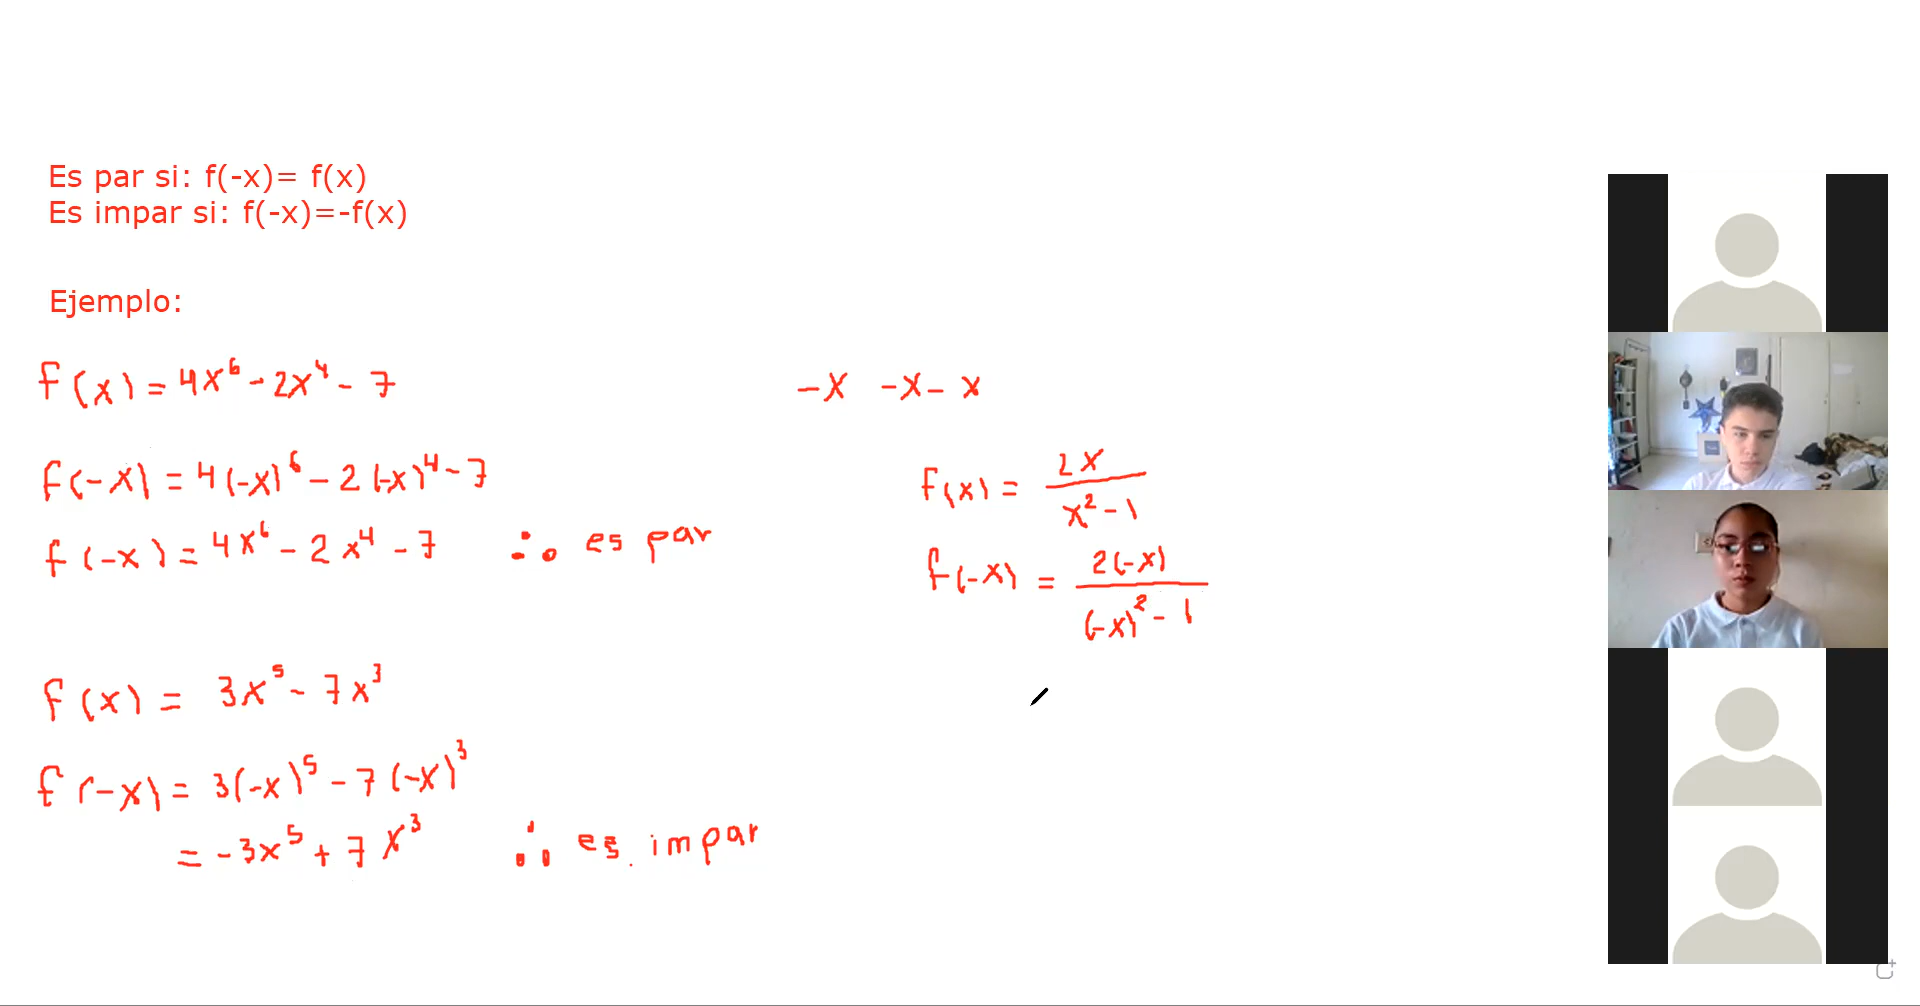 Es par si: f(-x)= f(x)
Es impar si: f(-x)=-f(x)
Ejemplo:
f(x) = 4x⁶ - 2x⁴ - 7
f(-x) = 4(-x)⁶ - 2(-x)⁴ - 7
f(-x) = 4x⁶ - 2x⁴ - 7 ∴ es par
f(x) = 3x⁵ - 7x³
f(-x) = 3(-x)⁵ - 7(-x)³
= -3x⁵ + 7x³ ∴ es impar
-x -x - x
f(x) = 2x / x² - 1
f(-x) = 2(-x) / (-x)² - 1